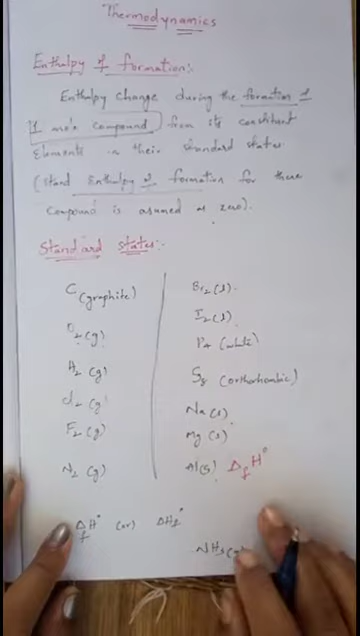 Thermodynamics
Enthalpy of formation:-
Enthalpy change during the formation of
1 mole compound from its constituent
elements in their standard states
(stand Enthalpy of formation for these
compound is assumed as zero).
Standard states:-
C (graphite)
O2 (g)
H2 (g)
Cl2 (g)
F2 (g)
N2 (g)
Br2 (l)
I2 (s)
P4 (white)
S8 (orthorhombic)
Na (s)
Mg (s)
Al (s) ΔfH°
ΔfH° (or) ΔHf°
NH3 (g)